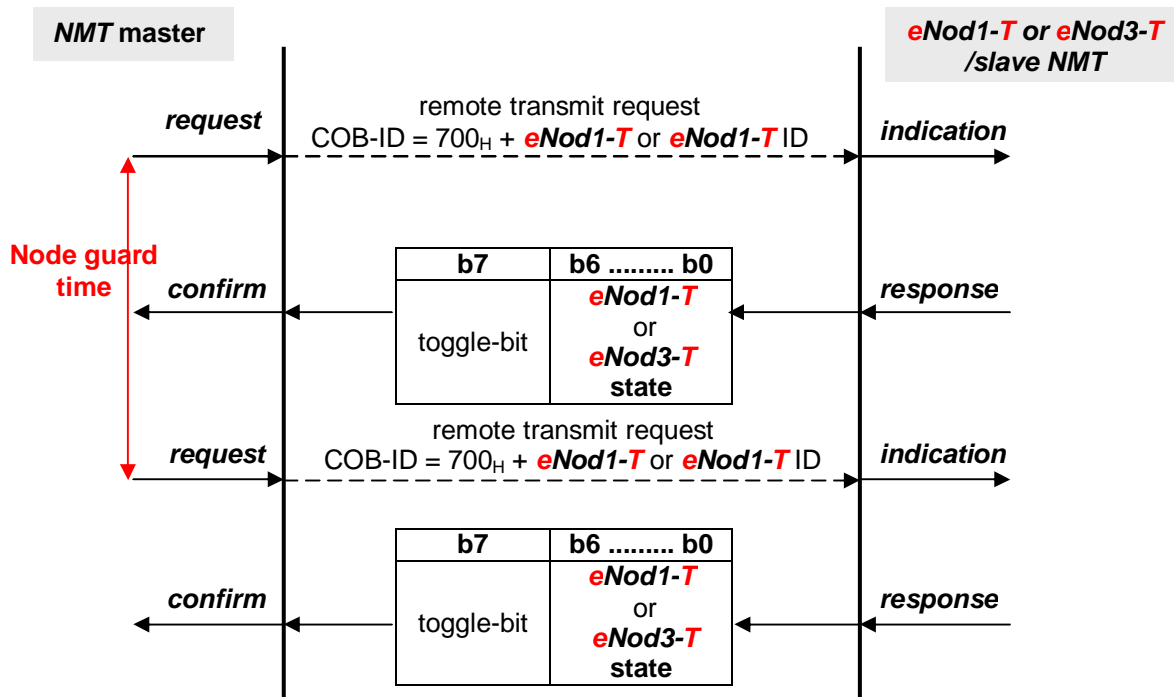 NMT master
eNod1-T or eNod3-T
/slave NMT
remote transmit request
request
COB-ID = 700H + eNod1-T or eNod1-T ID
indication
Node guard
time
b7
b6 ......... b0
confirm
toggle-bit
eNod1-T
or
eNod3-T
state
response
remote transmit request
request
COB-ID = 700H + eNod1-T or eNod1-T ID
indication
b7
b6 ......... b0
confirm
toggle-bit
eNod1-T
or
eNod3-T
state
response